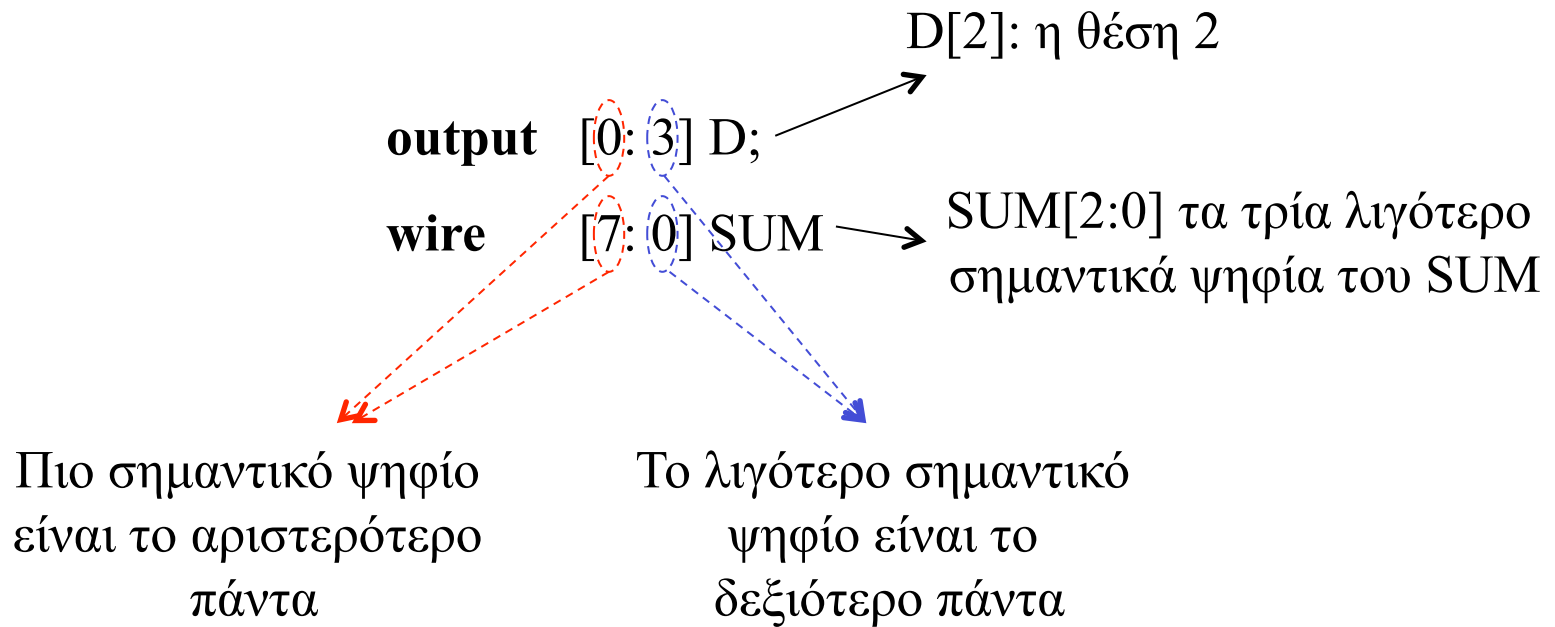 D[2]: η θέση 2
output [0: 3] D;
wire [7: 0] SUM
SUM[2:0] τα τρία λιγότερο
σημαντικά ψηφία του SUM
Πιο σημαντικό ψηφίο
είναι το αριστερότερο
πάντα
Το λιγότερο σημαντικό
ψηφίο είναι το
δεξιότερο πάντα